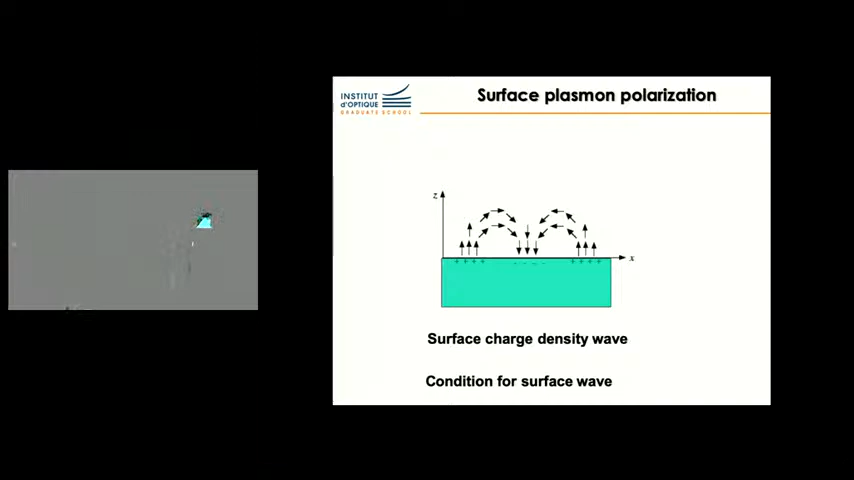 INSTITUT
d'OPTIQUE
GRADUATE SCHOOL
Surface plasmon polarization
z
x
+ + + + - - - - + + + +
Surface charge density wave
Condition for surface wave